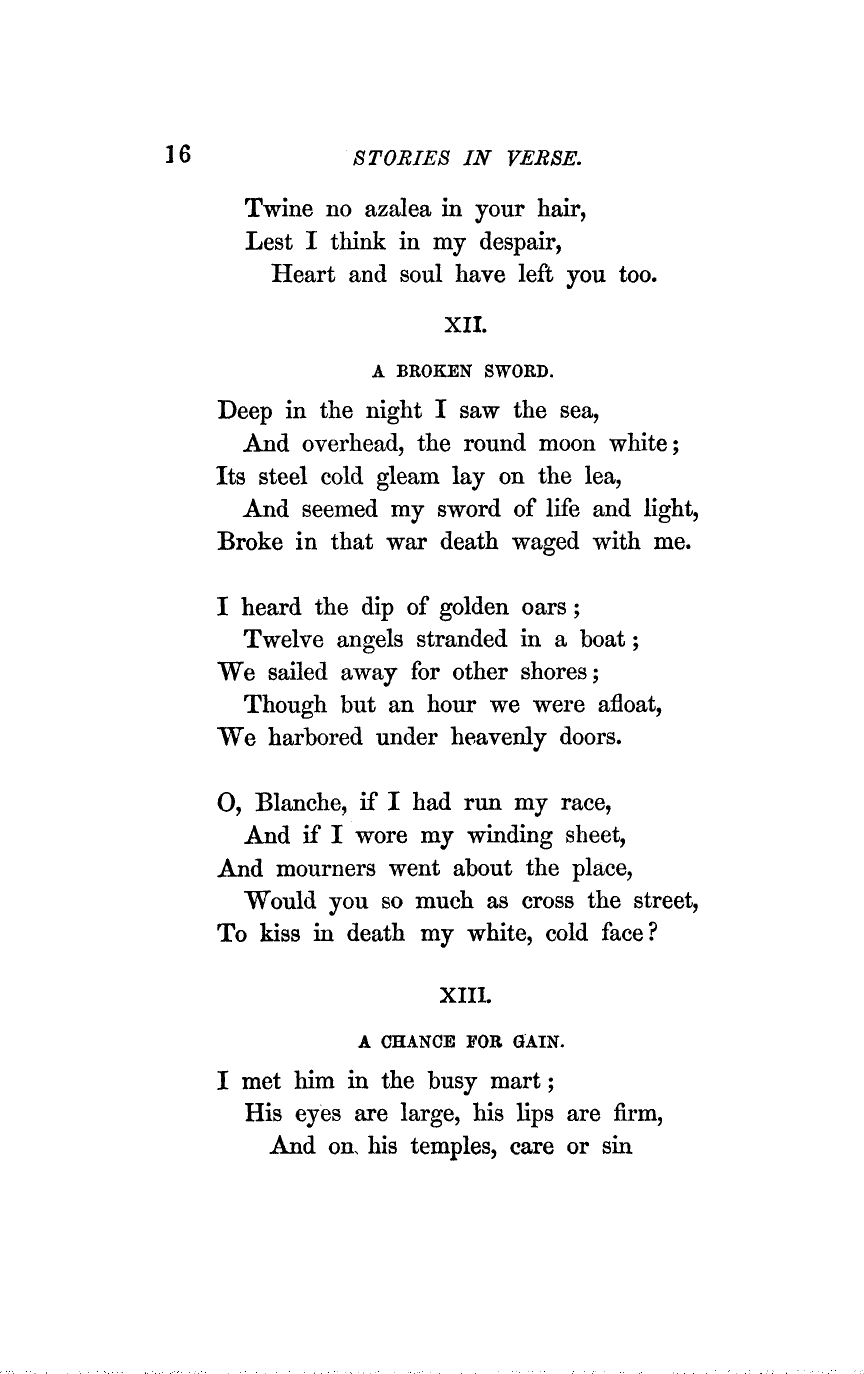 16 STORIES IN VERSE.
Twine no azalea in your hair,
Lest I think in my despair,
Heart and soul have left you too.
XII.
A BROKEN SWORD.
Deep in the night I saw the sea,
And overhead, the round moon white;
Its steel cold gleam lay on the lea,
And seemed my sword of life and light,
Broke in that war death waged with me.
I heard the dip of golden oars;
Twelve angels stranded in a boat;
We sailed away for other shores;
Though but an hour we were afloat,
We harbored under heavenly doors.
O, Blanche, if I had run my race,
And if I wore my winding sheet,
And mourners went about the place,
Would you so much as cross the street,
To kiss in death my white, cold face?
XIII.
A CHANCE FOR GAIN.
I met him in the busy mart;
His eyes are large, his lips are firm,
And on his temples, care or sin